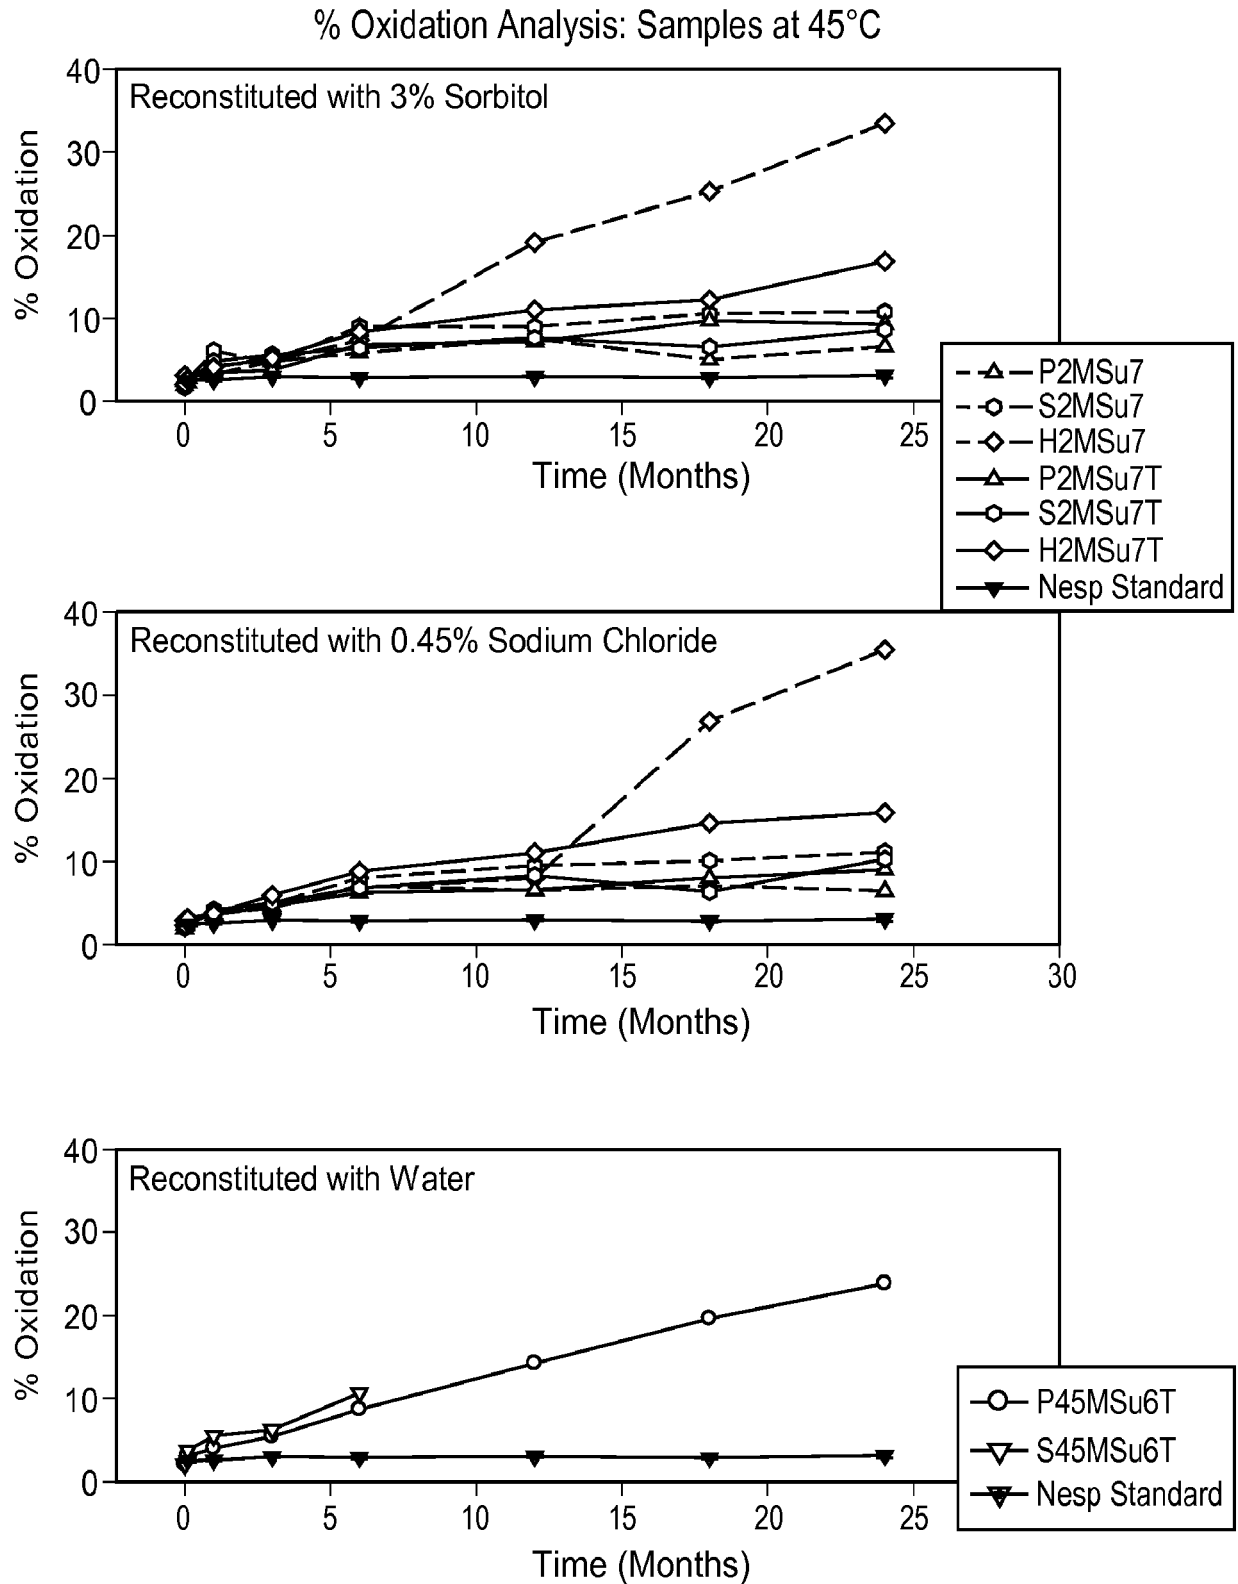 % Oxidation Analysis: Samples at 45°C
Reconstituted with 3% Sorbitol
% Oxidation
40
30
20
10
0
0 5 10 15 20 25
Time (Months)
P2MSu7
S2MSu7
H2MSu7
P2MSu7T
S2MSu7T
H2MSu7T
Nesp Standard
Reconstituted with 0.45% Sodium Chloride
% Oxidation
40
30
20
10
0
0 5 10 15 20 25 30
Time (Months)
Reconstituted with Water
% Oxidation
40
30
20
10
0
0 5 10 15 20 25
Time (Months)
P45MSu6T
S45MSu6T
Nesp Standard